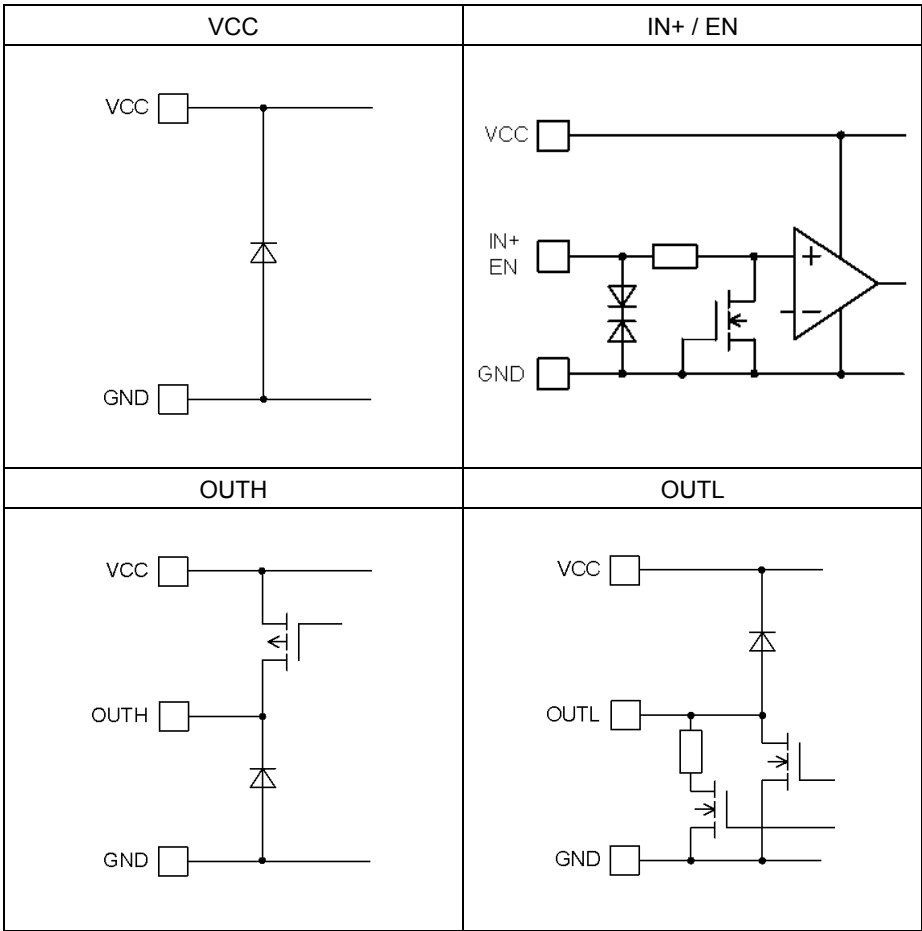 VCC
IN+ / EN
VCC
GND
VCC
IN+
EN
GND
+
−
OUTH
OUTL
VCC
OUTH
GND
VCC
OUTL
GND